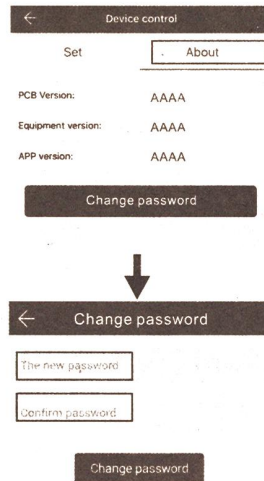 Device control
Set
About
PCB Version: AAAA
Equipment version: AAAA
APP version: AAAA
Change password
Change password
The new password
Confirm password
Change password